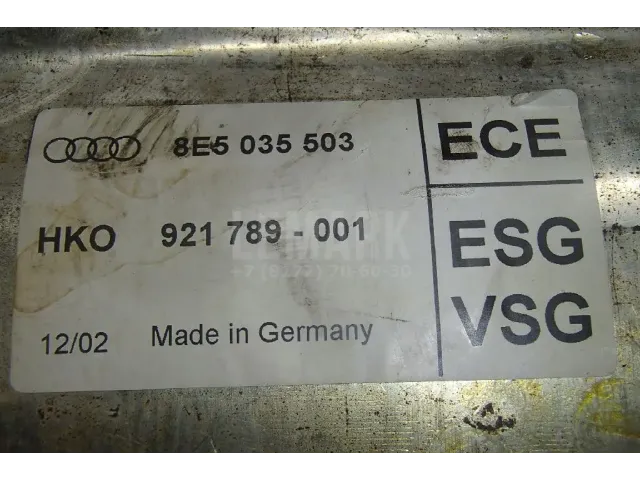 8E5 035 503
ECE
HKO 921 789 - 001
ESG
VSG
12/02 Made in Germany